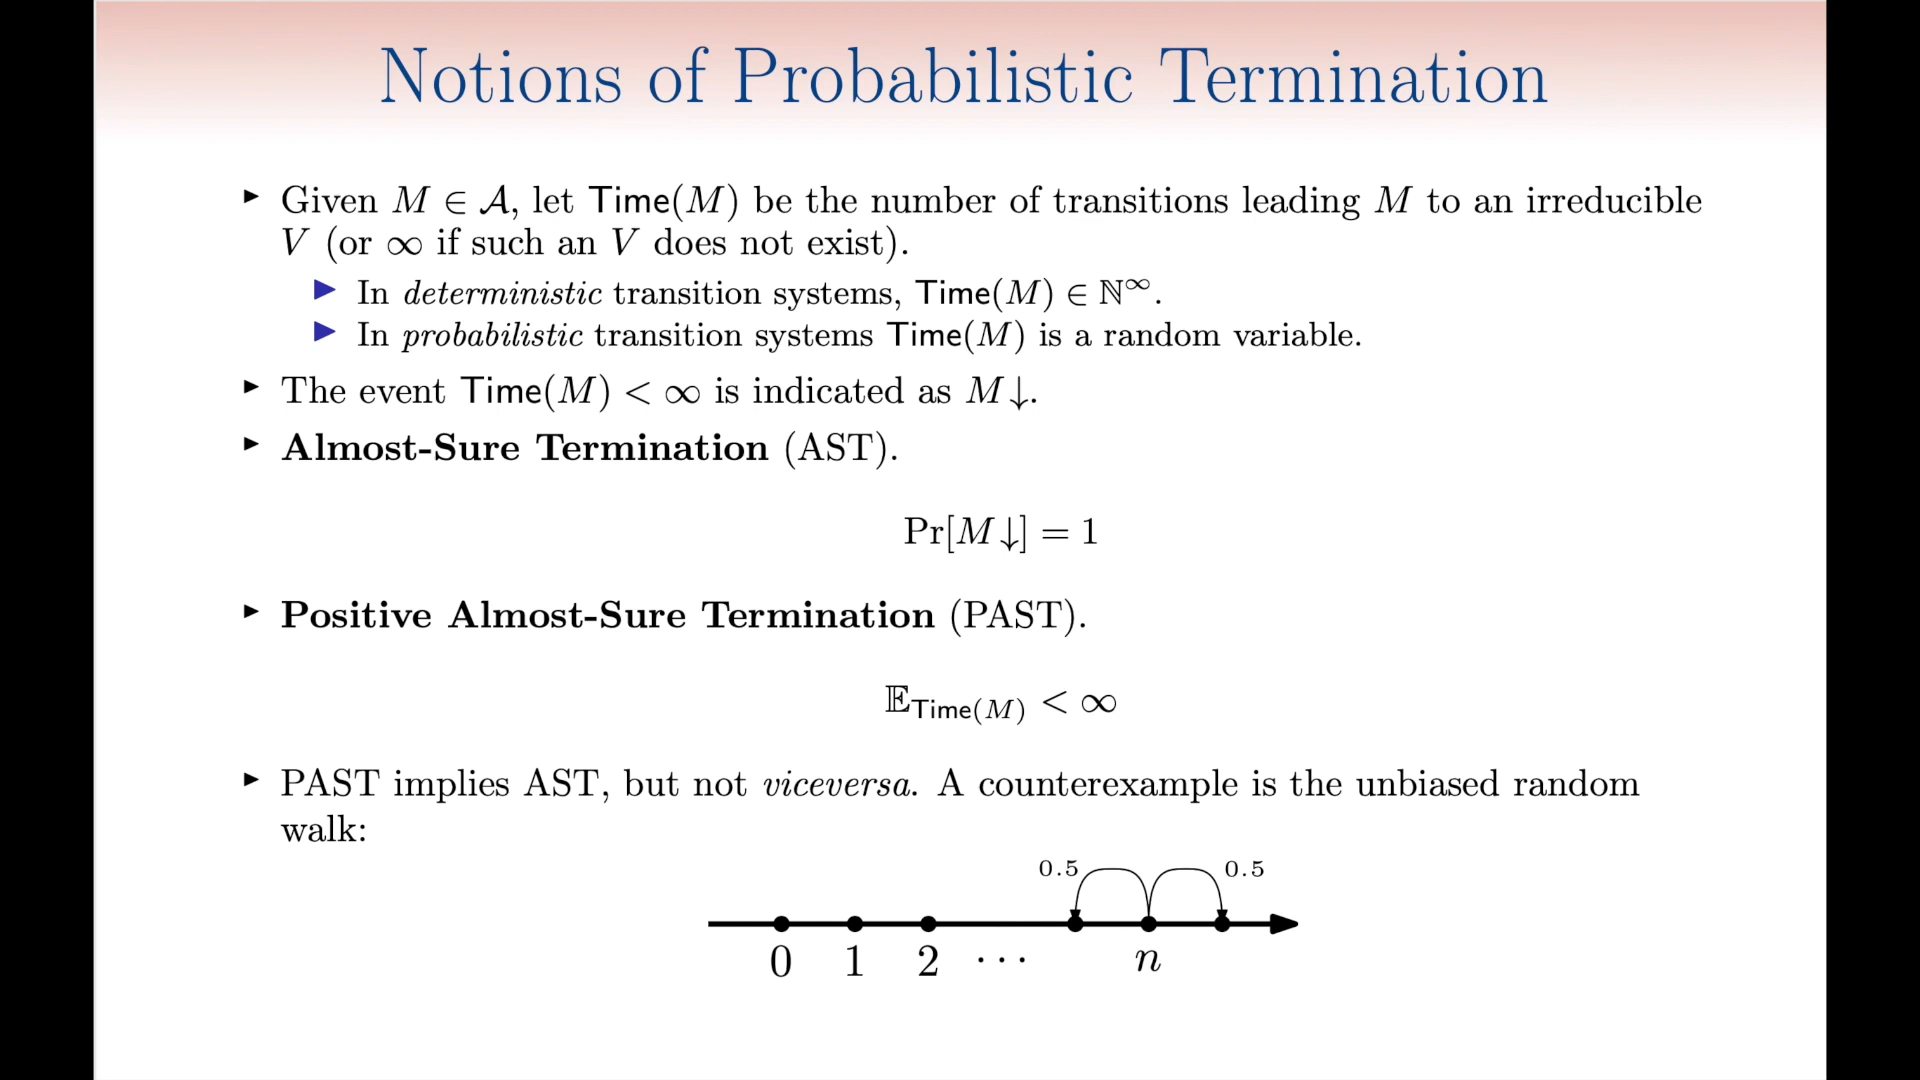 Notions of Probabilistic Termination
▶ Given M ∈ 𝒜, let Time(M) be the number of transitions leading M to an irreducible
V (or ∞ if such an V does not exist).
▶ In deterministic transition systems, Time(M) ∈ ℕ^∞.
▶ In probabilistic transition systems Time(M) is a random variable.
▶ The event Time(M) < ∞ is indicated as M↓.
▶ Almost-Sure Termination (AST).
Pr[M↓] = 1
▶ Positive Almost-Sure Termination (PAST).
𝔼_Time(M) < ∞
▶ PAST implies AST, but not viceversa. A counterexample is the unbiased random
walk:
0.5 0.5
0 1 2 ··· n